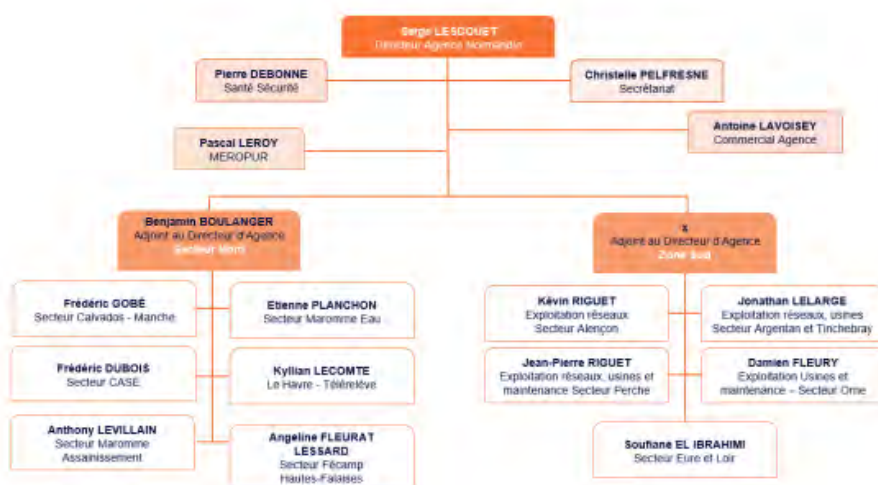 Serge LESCOUET
Directeur Agence Normandie
Pierre DEBONNE
Santé Sécurité
Christelle PELFRESNE
Secrétariat
Antoine LAVOISEY
Commercial Agence
Pascal LEROY
MEROPUR
Benjamin BOULANGER
Adjoint au Directeur d'Agence
Secteur Nord
x
Adjoint au Directeur d'Agence
Zone Sud
Frédéric GOBÉ
Secteur Calvados - Manche
Etienne PLANCHON
Secteur Maromme Eau
Kévin RIGUET
Exploitation réseaux
Secteur Alençon
Jonathan LELARGE
Exploitation réseaux, usines
Secteur Argentan et Tinchebray
Frédéric DUBOIS
Secteur CASE
Kyllian LECOMTE
Le Havre - Télérelève
Jean-Pierre RIGUET
Exploitation réseaux, usines et
maintenance Secteur Perche
Damien FLEURY
Exploitation Usines et
maintenance – Secteur Orne
Anthony LEVILLAIN
Secteur Maromme
Assainissement
Angeline FLEURAT
LESSARD
Secteur Fécamp
Hautes-Falaises
Soufiane EL IBRAHIMI
Secteur Eure et Loir